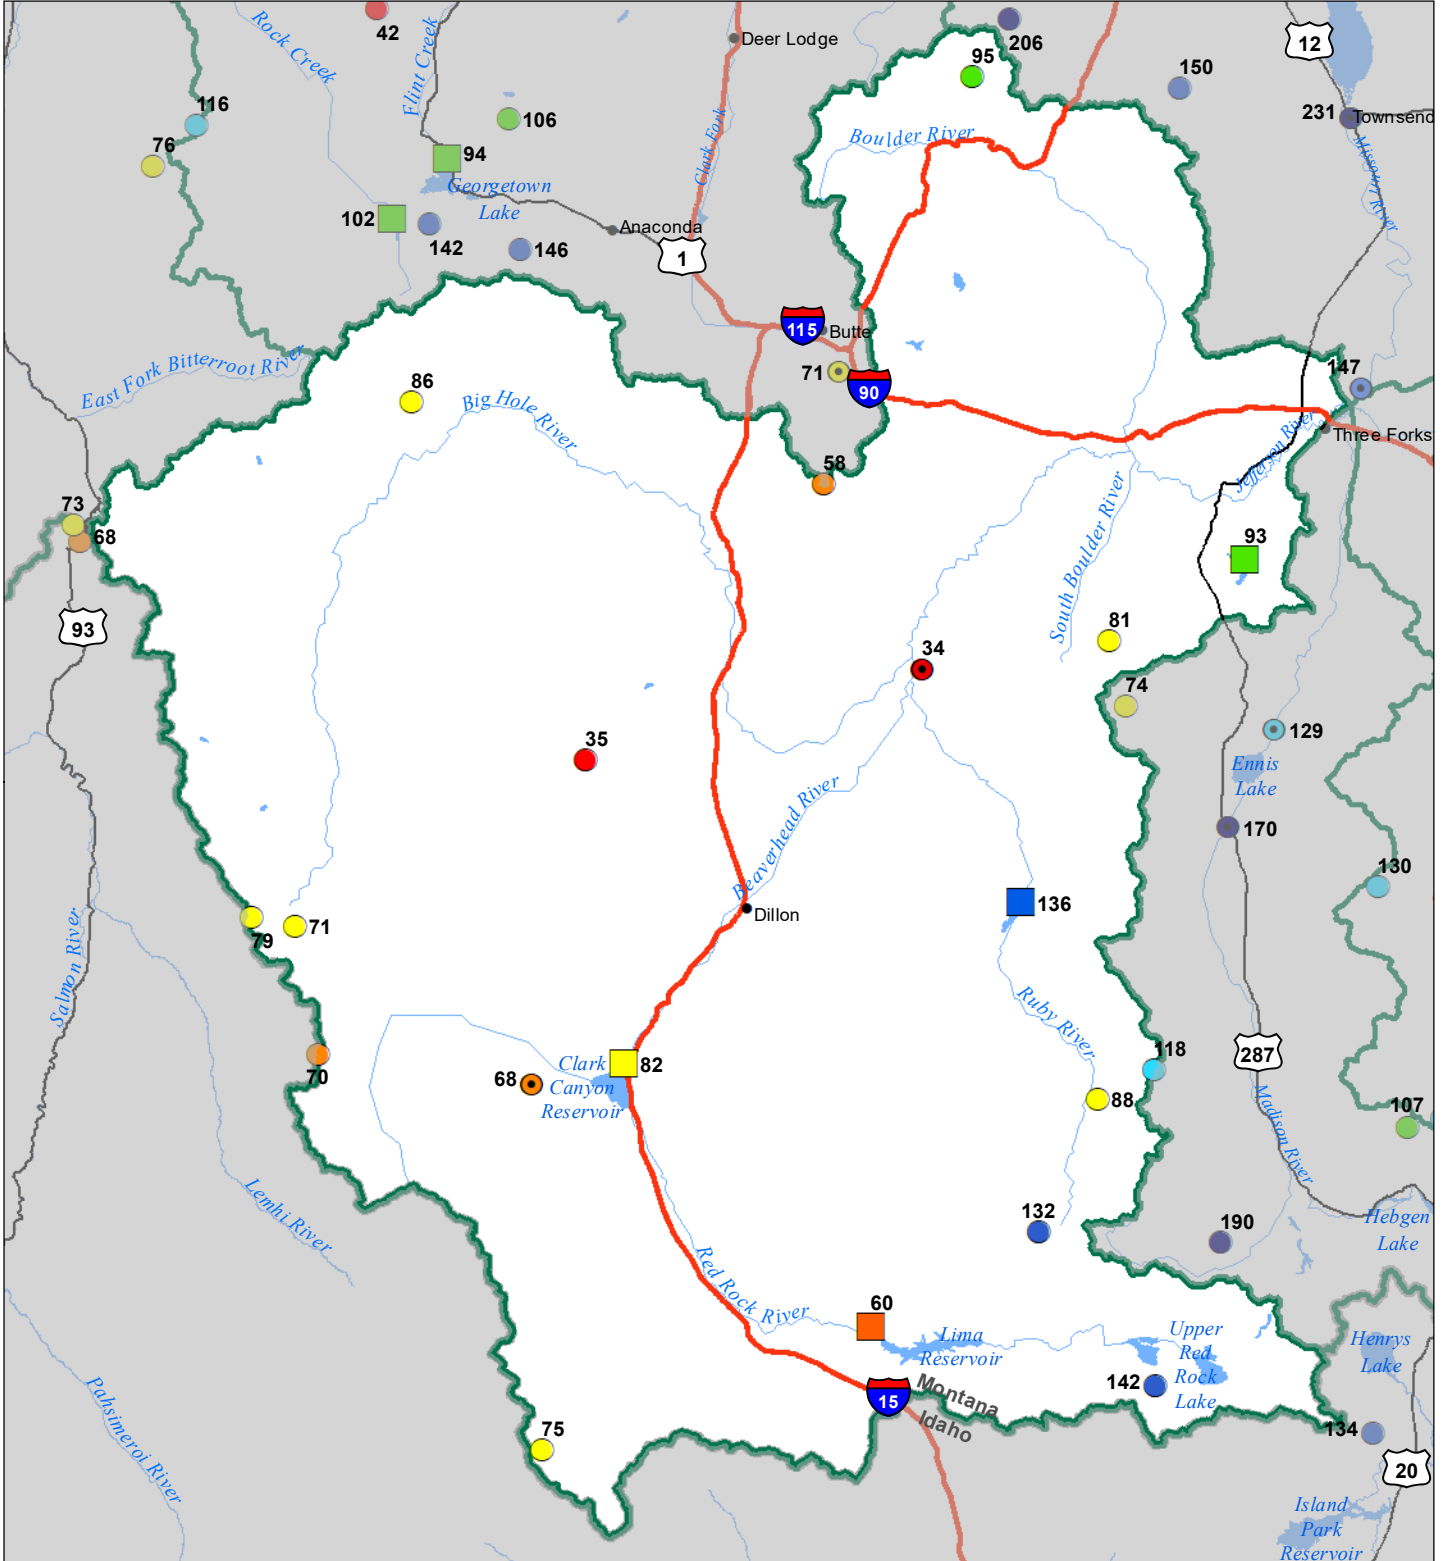 42
Rock Creek
Flint Creek
Deer Lodge
206
95
12
150
116
106
231
Townsend
76
94
Boulder River
Clark Fork
Missouri River
Georgetown
Lake
102
142
Anaconda
146
1
115
Butte
East Fork Bitterroot River
71
147
86
90
Big Hole River
Jefferson River
Three Forks
58
South Boulder River
73
68
93
93
81
34
74
35
129
Ennis
Lake
Beaverhead River
170
130
136
Dillon
79
71
Salmon River
Ruby River
118
287
70
Clark
Canyon
Reservoir
82
68
88
107
Madison River
Lemhi River
132
190
Hebgen
Lake
Red Rock River
60
Lima
Reservoir
Upper
Red
Rock
Lake
Henrys
Lake
142
15
Montana
Idaho
Pahsimeroi River
75
134
20
Island
Park
Reservoir